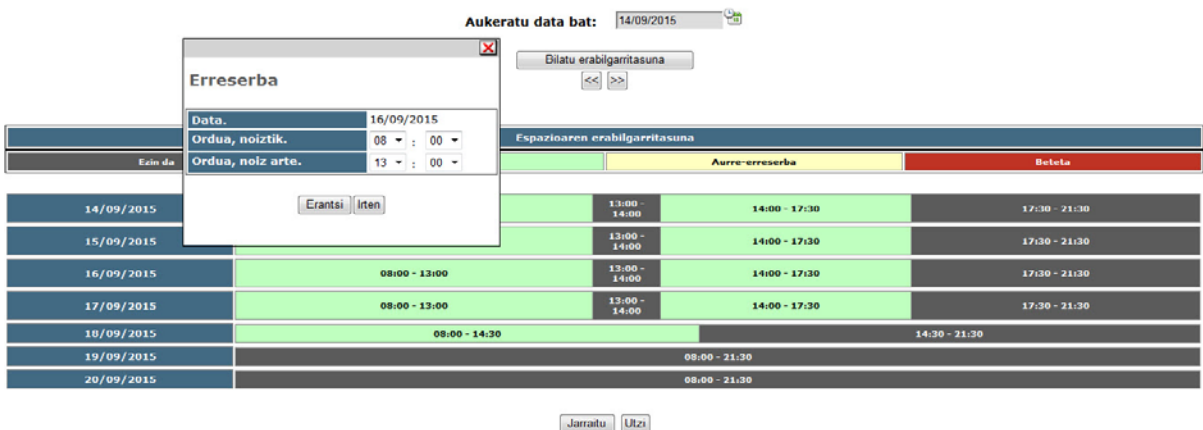 Aukeratu data bat: 14/09/2015
Bilatu erabilgarritasuna
<< >>
Erreserba
Data. 16/09/2015
Ordua, noiztik. 08 : 00
Ordua, noiz arte. 13 : 00
Erantsi Irten
Espazioaren erabilgarritasuna
Ezin da Aurre-erreserba Beteta
14/09/2015 13:00 - 14:00 14:00 - 17:30 17:30 - 21:30
15/09/2015 13:00 - 14:00 14:00 - 17:30 17:30 - 21:30
16/09/2015 08:00 - 13:00 13:00 - 14:00 14:00 - 17:30 17:30 - 21:30
17/09/2015 08:00 - 13:00 13:00 - 14:00 14:00 - 17:30 17:30 - 21:30
18/09/2015 08:00 - 14:30 14:30 - 21:30
19/09/2015 08:00 - 21:30
20/09/2015 08:00 - 21:30
Jarraitu Utzi